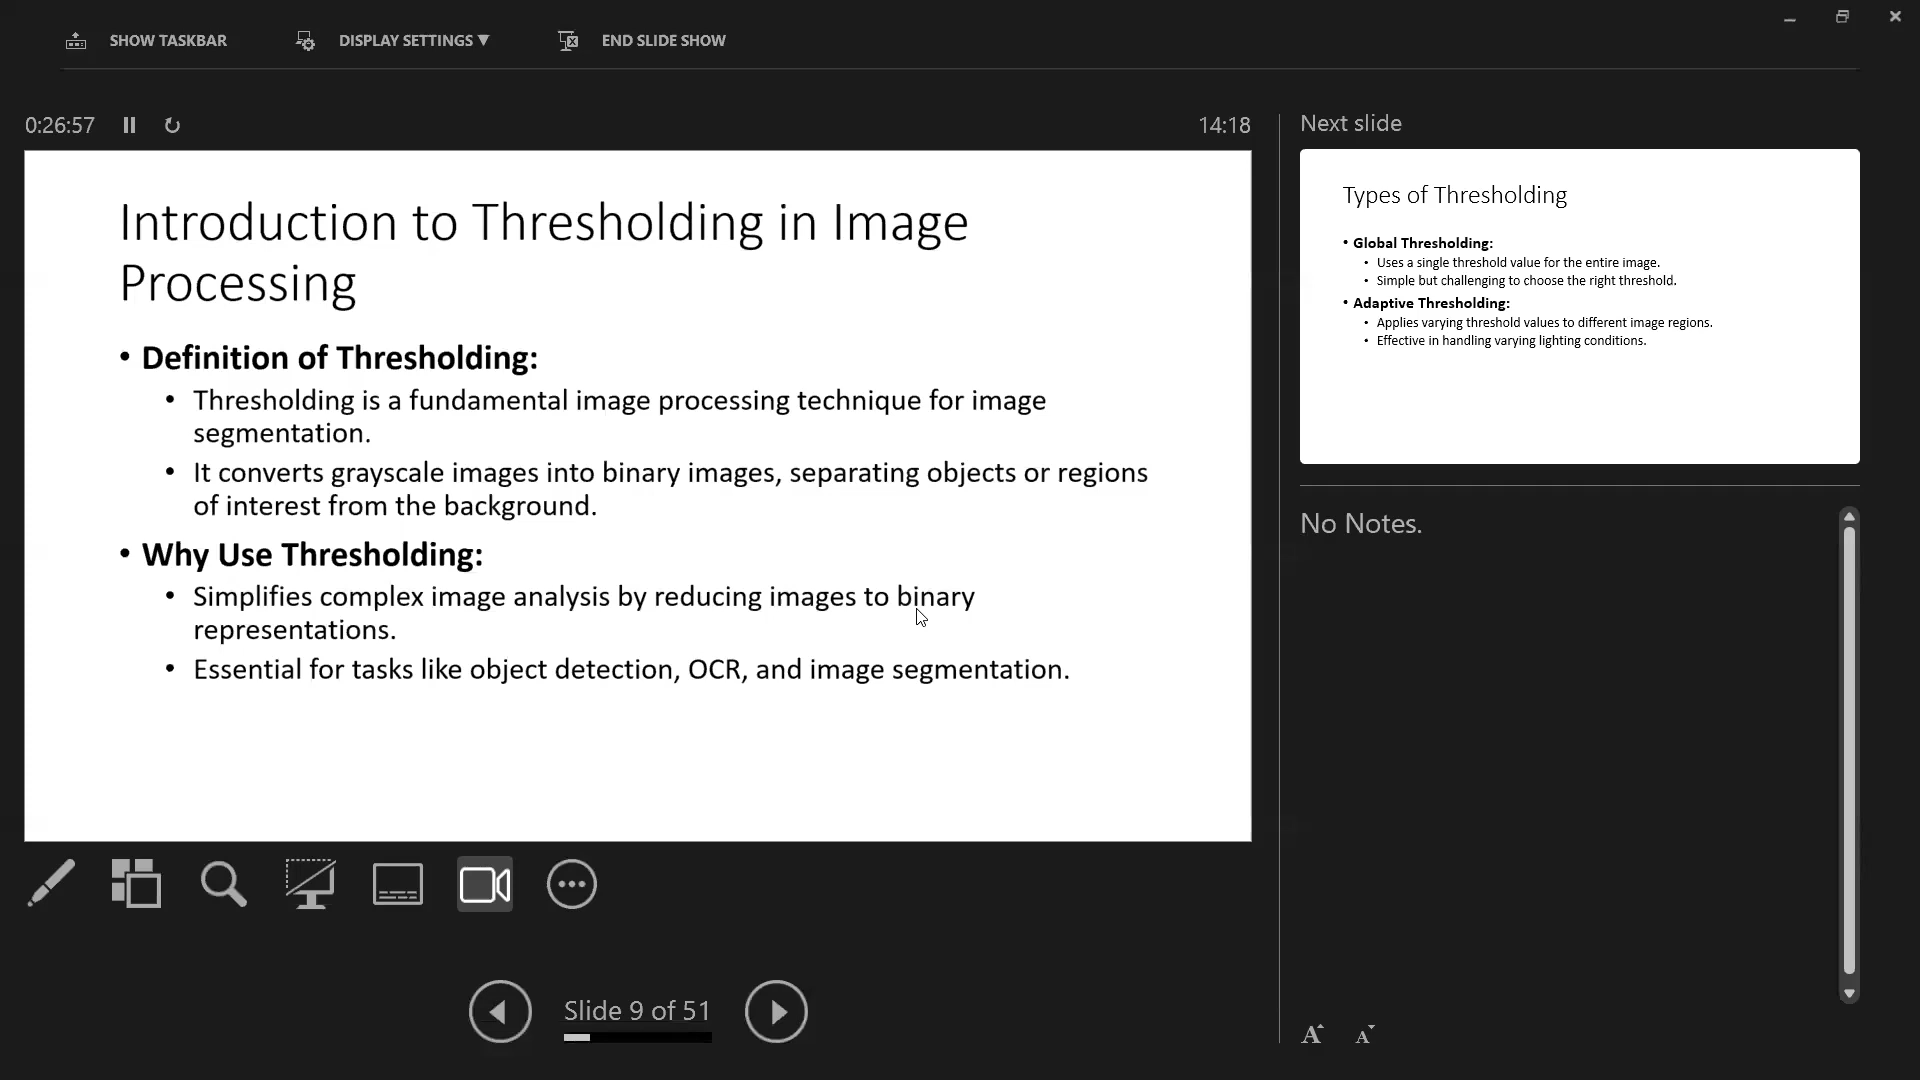 SHOW TASKBAR
DISPLAY SETTINGS ▼
END SLIDE SHOW
0:26:57
14:18
Introduction to Thresholding in Image
Processing
• Definition of Thresholding:
• Thresholding is a fundamental image processing technique for image
segmentation.
• It converts grayscale images into binary images, separating objects or regions
of interest from the background.
• Why Use Thresholding:
• Simplifies complex image analysis by reducing images to binary
representations.
• Essential for tasks like object detection, OCR, and image segmentation.
Slide 9 of 51
Next slide
Types of Thresholding
• Global Thresholding:
• Uses a single threshold value for the entire image.
• Simple but challenging to choose the right threshold.
• Adaptive Thresholding:
• Applies varying threshold values to different image regions.
• Effective in handling varying lighting conditions.
No Notes.
A A